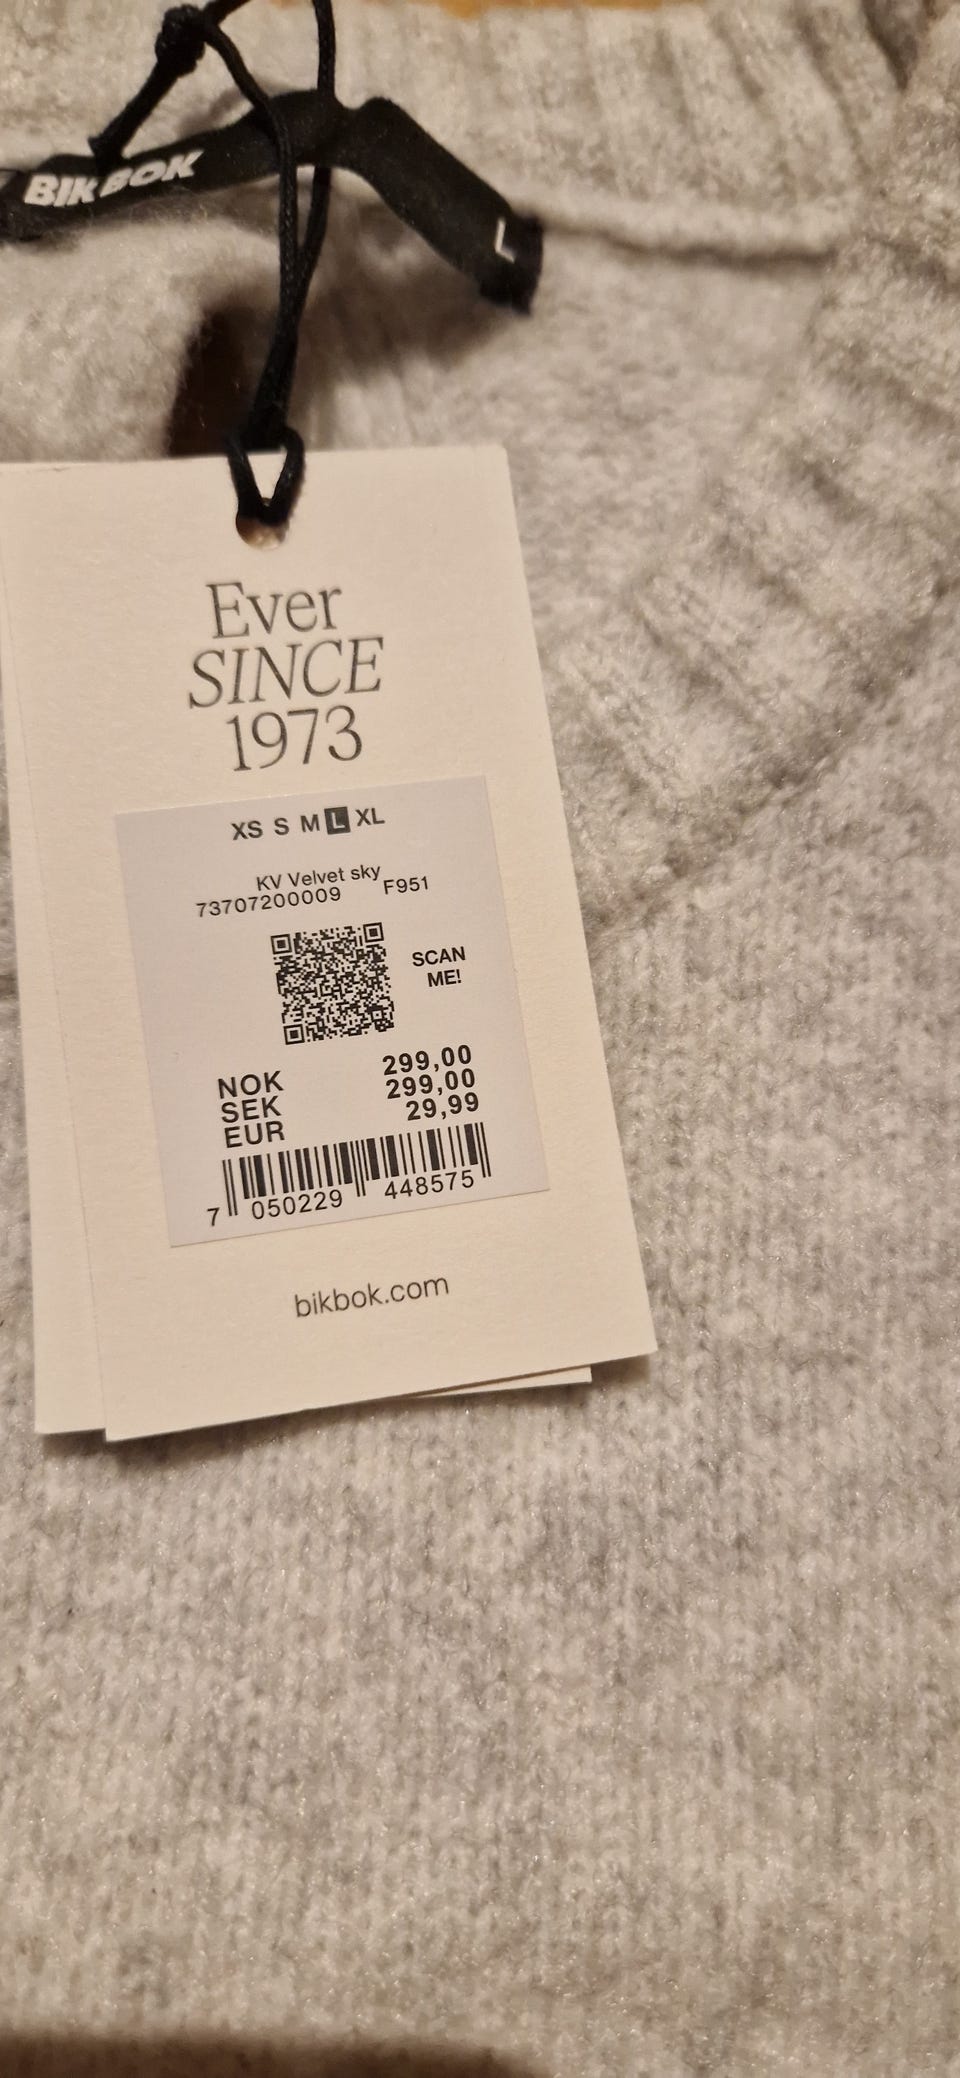 BIK BOK
L
Ever
SINCE
1973
XS S M L XL
KV Velvet sky
73707200009 F951
SCAN
ME!
NOK 299,00
SEK 299,00
EUR 29,99
7 050229 448575
bikbok.com